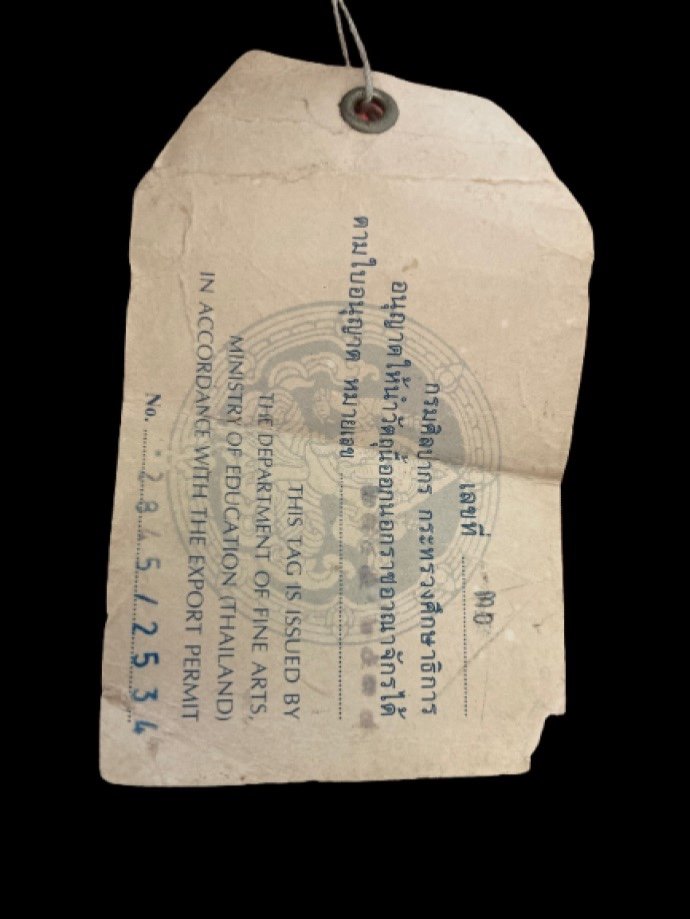 เลขที่
กรมศิลปากร กระทรวงศึกษาธิการ
อนุญาตให้นำวัตถุนี้ออกนอกราชอาณาจักรได้
ตามใบอนุญาต หมายเลข
THIS TAG IS ISSUED BY
THE DEPARTMENT OF FINE ARTS,
MINISTRY OF EDUCATION (THAILAND)
IN ACCORDANCE WITH THE EXPORT PERMIT
No. 2845/2534